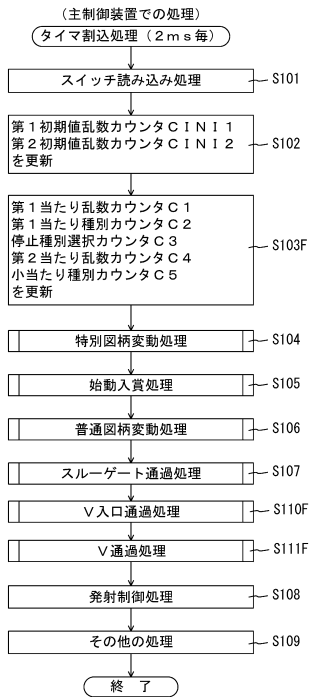 (主制御装置での処理)
タイマ割込処理(2ms毎)
スイッチ読み込み処理
S101
第1初期値乱数カウンタCINI1
第2初期値乱数カウンタCINI2
を更新
S102
第1当たり乱数カウンタC1
第1当たり種別カウンタC2
停止種別選択カウンタC3
第2当たり乱数カウンタC4
小当たり種別カウンタC5
を更新
S103F
特別図柄変動処理
S104
始動入賞処理
S105
普通図柄変動処理
S106
スルーゲート通過処理
S107
V入口通過処理
S110F
V通過処理
S111F
発射制御処理
S108
その他の処理
S109
終 了